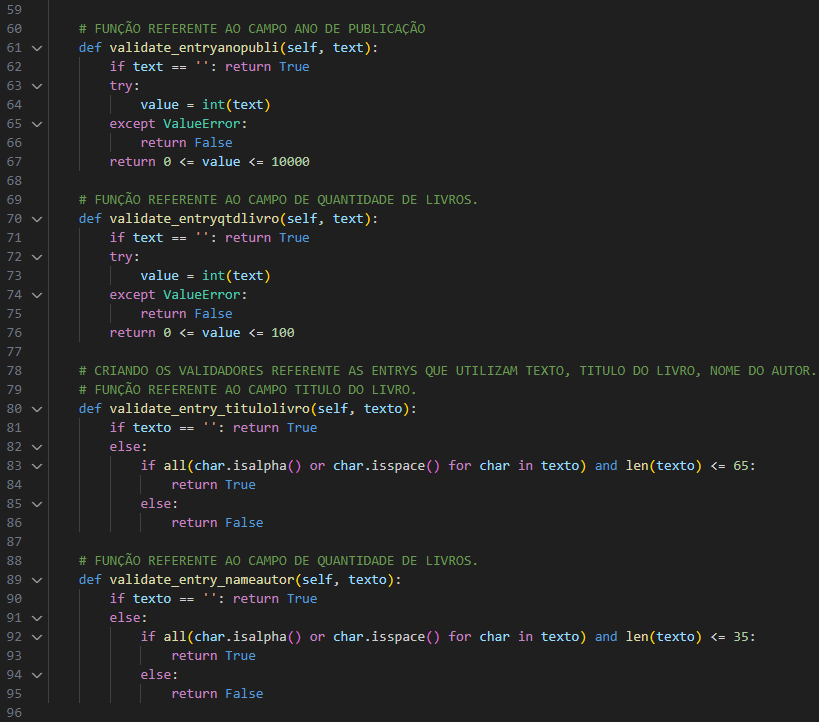 59
60 # FUNÇÃO REFERENTE AO CAMPO ANO DE PUBLICAÇÃO
61 def validate_entryanopubli(self, text):
62 if text == '': return True
63 try:
64 value = int(text)
65 except ValueError:
66 return False
67 return 0 <= value <= 10000
68
69 # FUNÇÃO REFERENTE AO CAMPO DE QUANTIDADE DE LIVROS.
70 def validate_entryqtdlivro(self, text):
71 if text == '': return True
72 try:
73 value = int(text)
74 except ValueError:
75 return False
76 return 0 <= value <= 100
77
78 # CRIANDO OS VALIDADORES REFERENTE AS ENTRYS QUE UTILIZAM TEXTO, TITULO DO LIVRO, NOME DO AUTOR.
79 # FUNÇÃO REFERENTE AO CAMPO TITULO DO LIVRO.
80 def validate_entry_titulolivro(self, texto):
81 if texto == '': return True
82 else:
83 if all(char.isalpha() or char.isspace() for char in texto) and len(texto) <= 65:
84 return True
85 else:
86 return False
87
88 # FUNÇÃO REFERENTE AO CAMPO DE QUANTIDADE DE LIVROS.
89 def validate_entry_nameautor(self, texto):
90 if texto == '': return True
91 else:
92 if all(char.isalpha() or char.isspace() for char in texto) and len(texto) <= 35:
93 return True
94 else:
95 return False
96